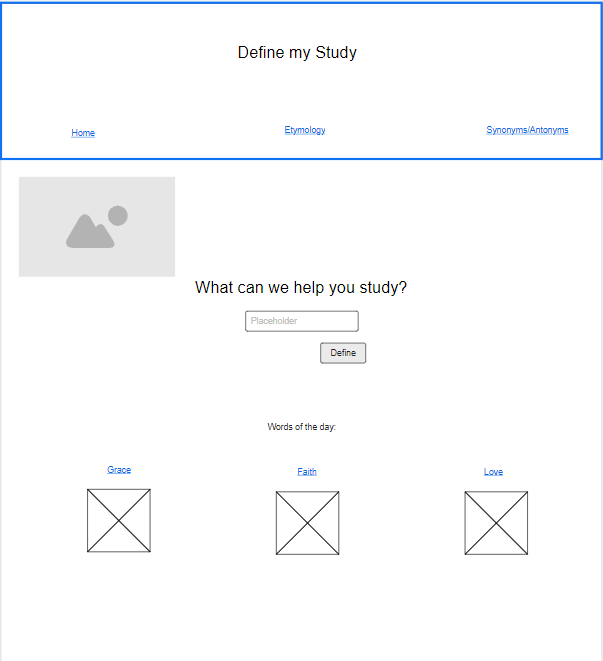 Define my Study
Home
Etymology
Synonyms/Antonyms
What can we help you study?
Placeholder
Define
Words of the day:
Grace
Faith
Love